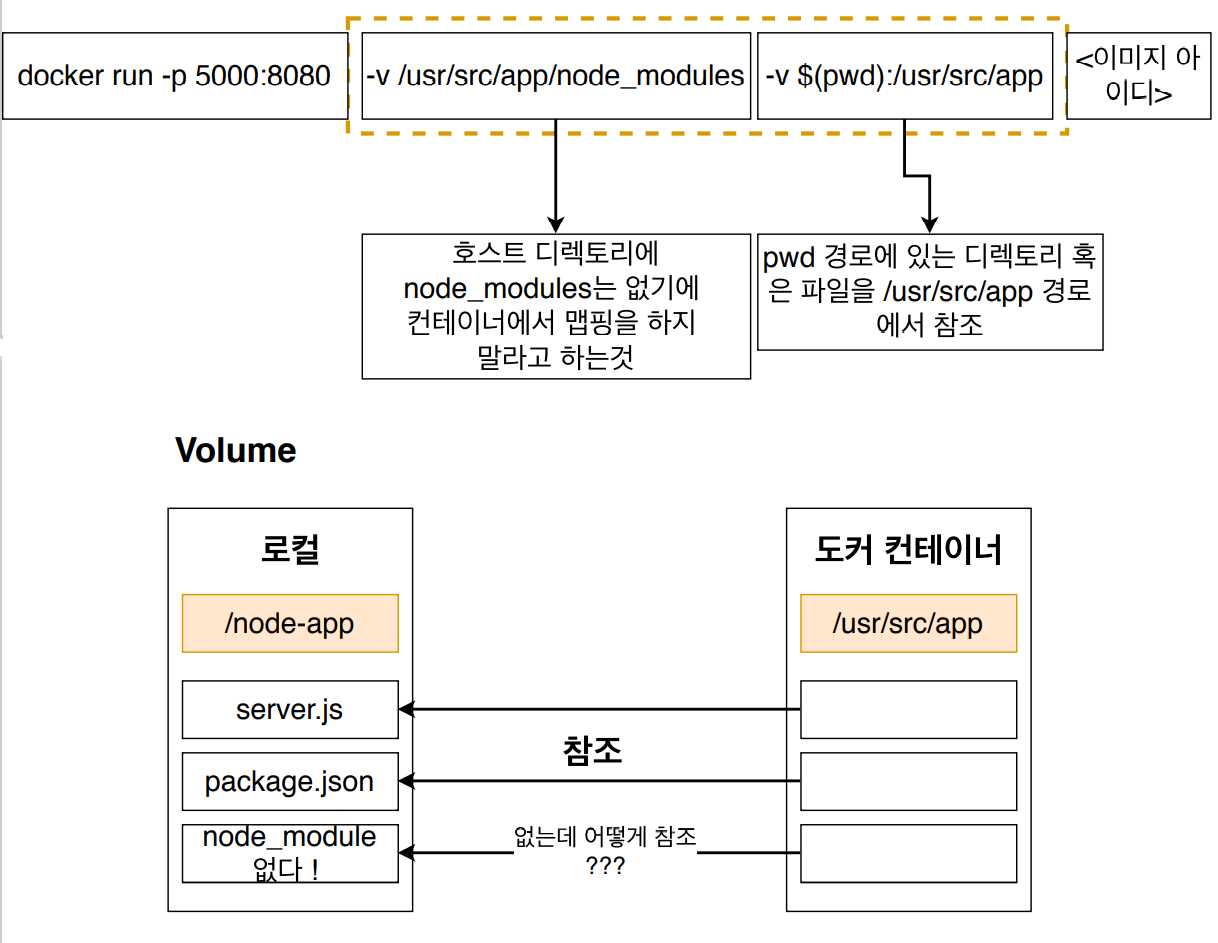 docker run -p 5000:8080
-v /usr/src/app/node_modules
-v $(pwd):/usr/src/app
<이미지 아
이디>
호스트 디렉토리에
node_modules는 없기에
컨테이너에서 맵핑을 하지
말라고 하는것
pwd 경로에 있는 디렉토리 혹
은 파일을 /usr/src/app 경로
에서 참조
Volume
로컬
/node-app
server.js
package.json
node_module
없다 !
참조
없는데 어떻게 참조
???
도커 컨테이너
/usr/src/app